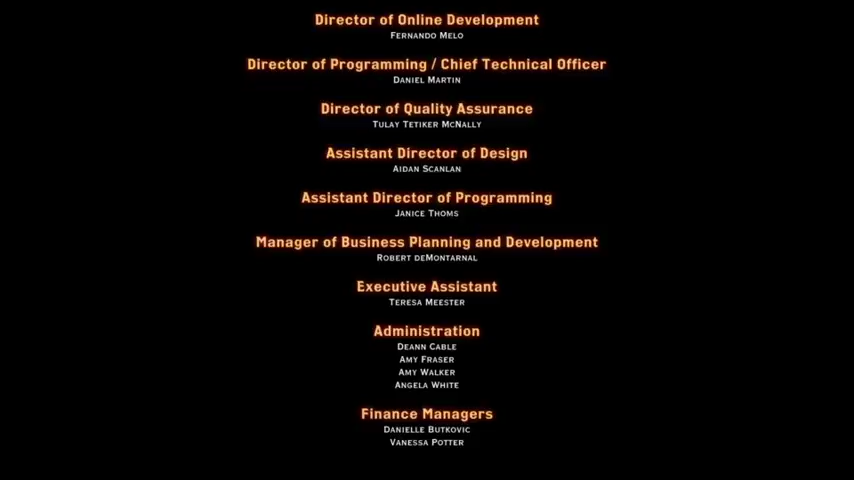 Director of Online Development
Fernando Melo
Director of Programming / Chief Technical Officer
Daniel Martin
Director of Quality Assurance
Tulay Tetiker McNally
Assistant Director of Design
Aidan Scanlan
Assistant Director of Programming
Janice Thoms
Manager of Business Planning and Development
Robert deMontarnal
Executive Assistant
Teresa Meester
Administration
Deann Cable
Amy Fraser
Amy Walker
Angela White
Finance Managers
Danielle Butkovic
Vanessa Potter